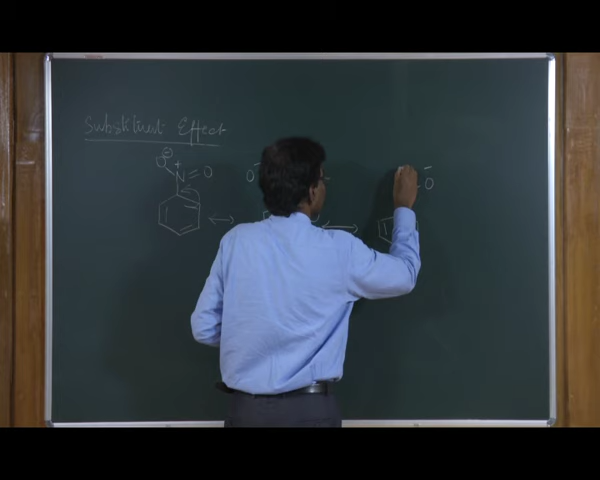 Substituent Effect
⊖O N+ = O O- - -O